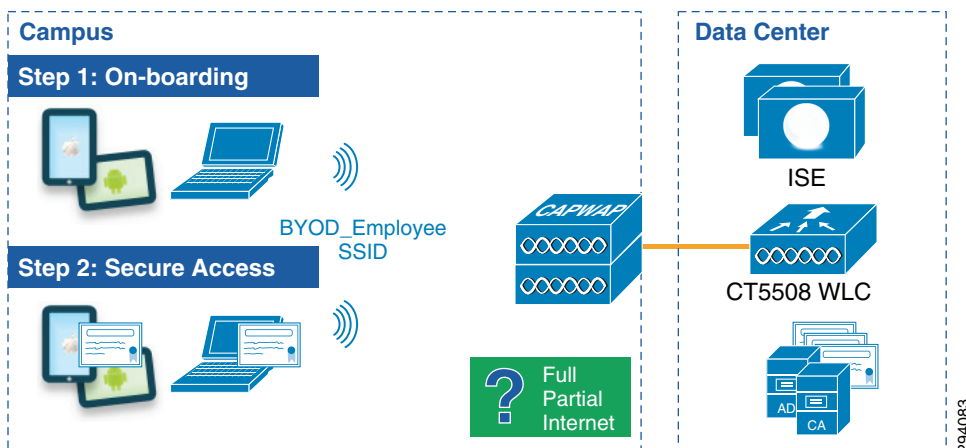 Campus
Step 1: On-boarding
BYOD_Employee
SSID
Step 2: Secure Access
CAPWAP
?
Full
Partial
Internet
Data Center
ISE
CT5508 WLC
AD
CA
294083